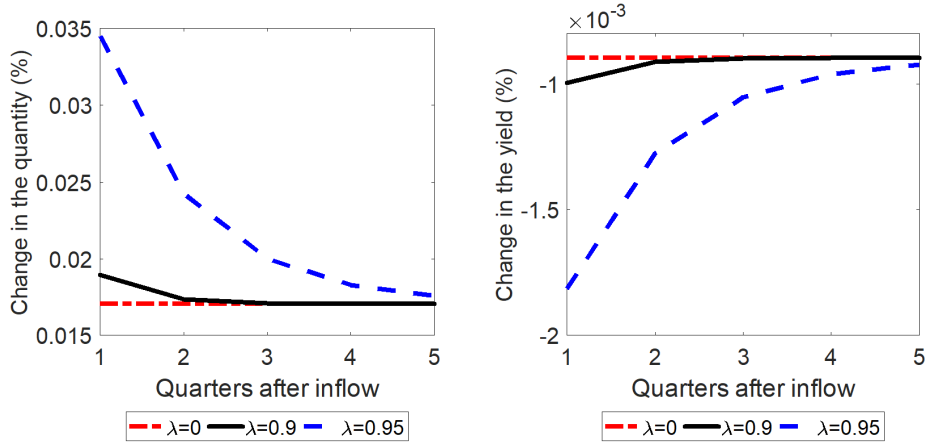 Change in the quantity (%)
0.035
0.03
0.025
0.02
0.015
1 2 3 4 5
Quarters after inflow
λ=0 λ=0.9 λ=0.95
×10-3
Change in the yield (%)
-1
-1.5
-2
1 2 3 4 5
Quarters after inflow
λ=0 λ=0.9 λ=0.95